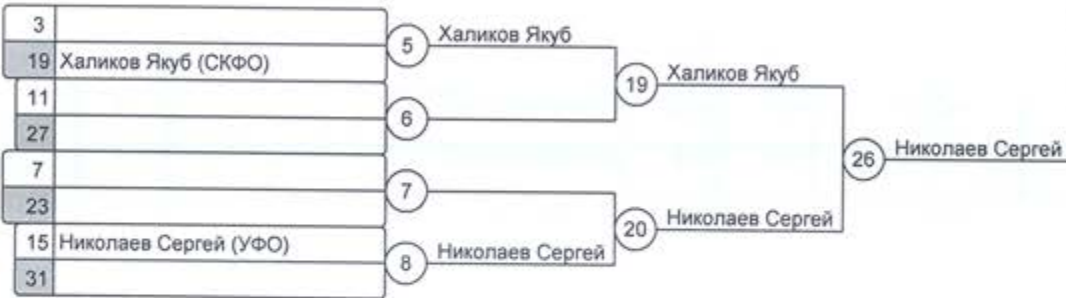 3
5 Халиков Якуб
19 Халиков Якуб (СКФО)
19 Халиков Якуб
11
6
27
26 Николаев Сергей
7
7
23
20 Николаев Сергей
15 Николаев Сергей (УФО)
8 Николаев Сергей
31